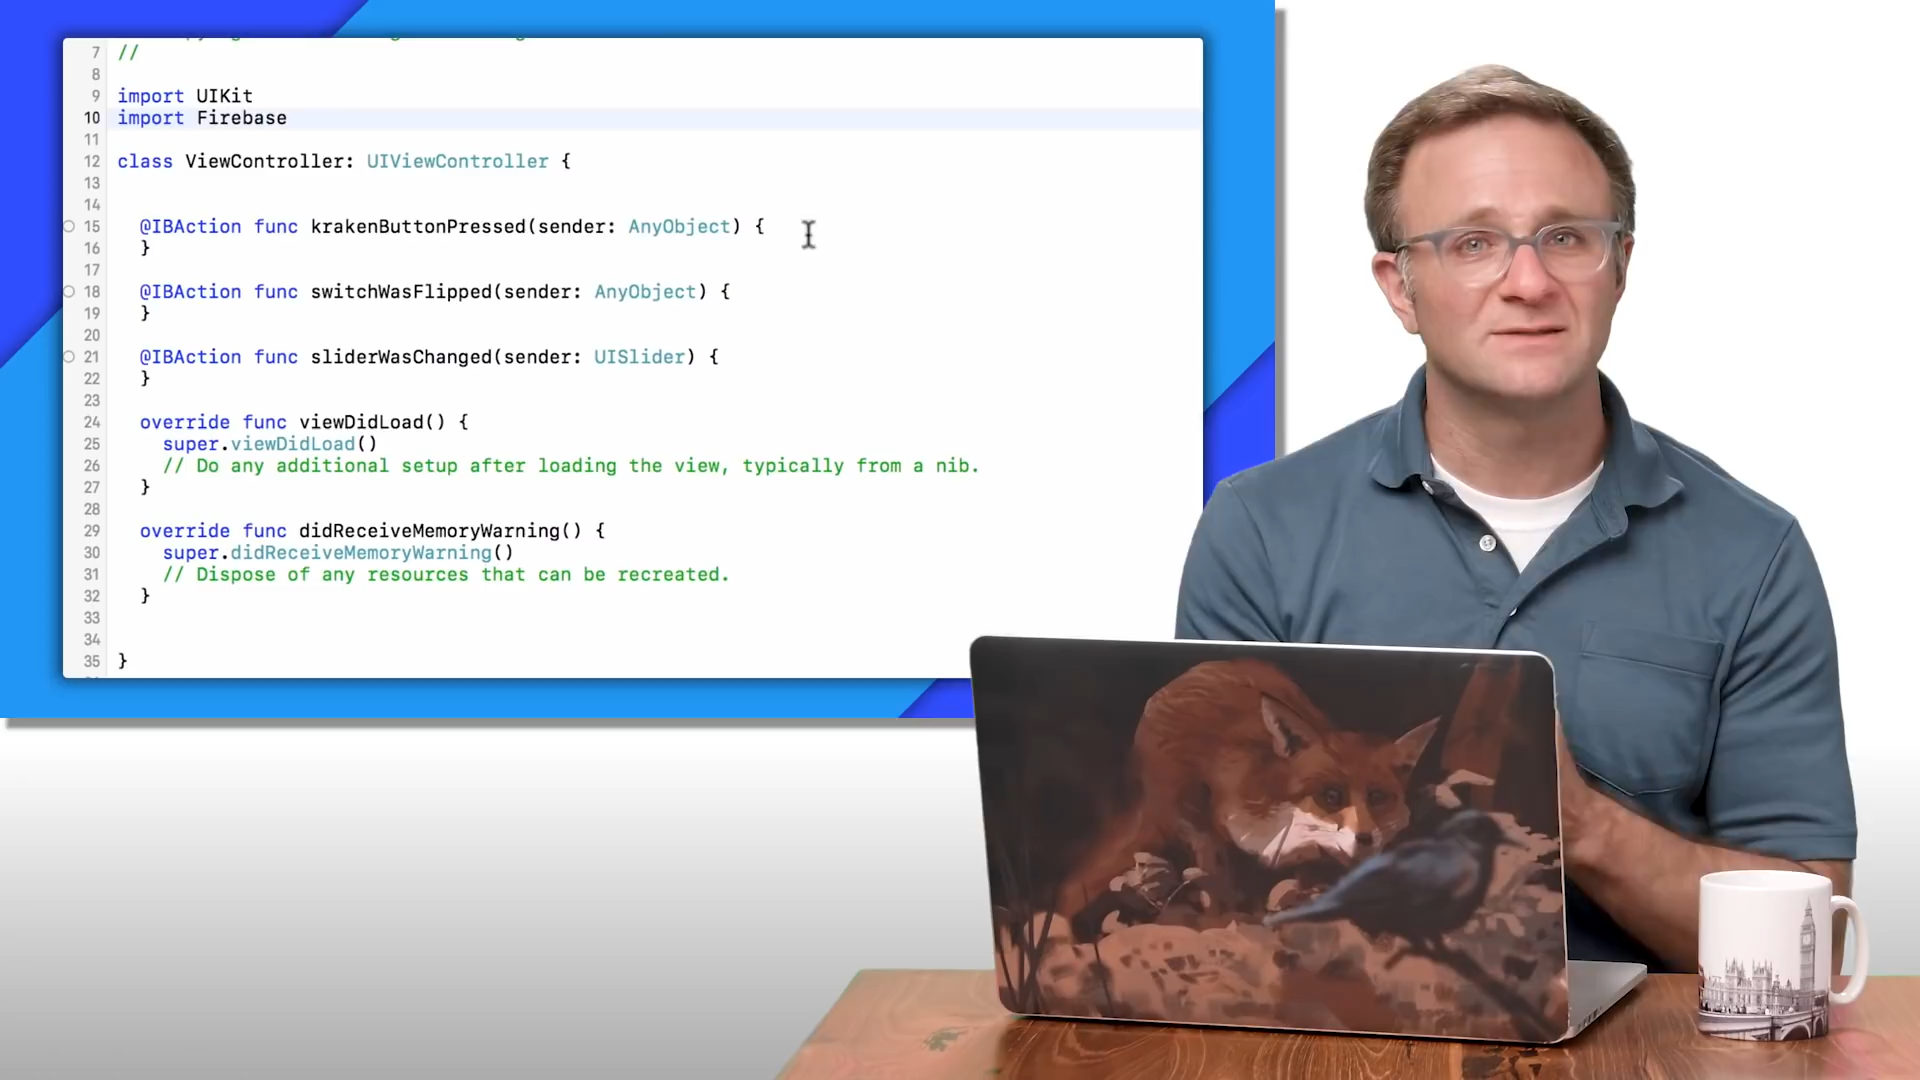 7 //
8
9 import UIKit
10 import Firebase
11
12 class ViewController: UIViewController {
13
14
15 @IBAction func krakenButtonPressed(sender: AnyObject) {
16 }
17
18 @IBAction func switchWasFlipped(sender: AnyObject) {
19 }
20
21 @IBAction func sliderWasChanged(sender: UISlider) {
22 }
23
24 override func viewDidLoad() {
25 super.viewDidLoad()
26 // Do any additional setup after loading the view, typically from a nib.
27 }
28
29 override func didReceiveMemoryWarning() {
30 super.didReceiveMemoryWarning()
31 // Dispose of any resources that can be recreated.
32 }
33
34
35 }